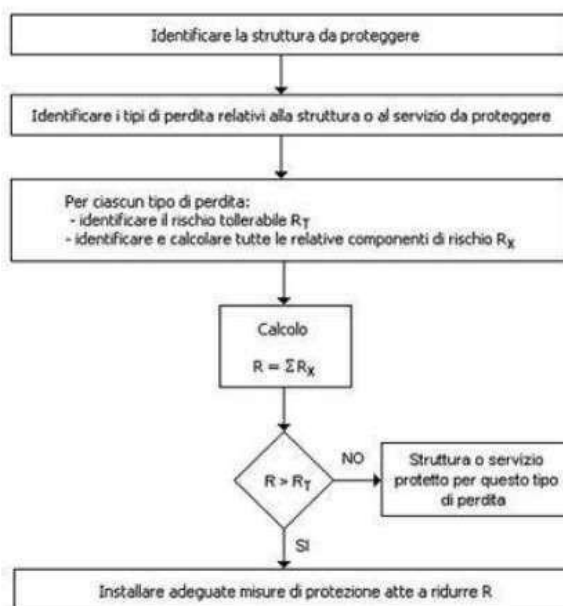 Identificare la struttura da proteggere
Identificare i tipi di perdita relativi alla struttura o al servizio da proteggere
Per ciascun tipo di perdita:
- identificare il rischio tollerabile RT
- identificare e calcolare tutte le relative componenti di rischio RX
Calcolo
R = ΣRX
R > RT
NO
Struttura o servizio
protetto per questo tipo
di perdita
SI
Installare adeguate misure di protezione atte a ridurre R